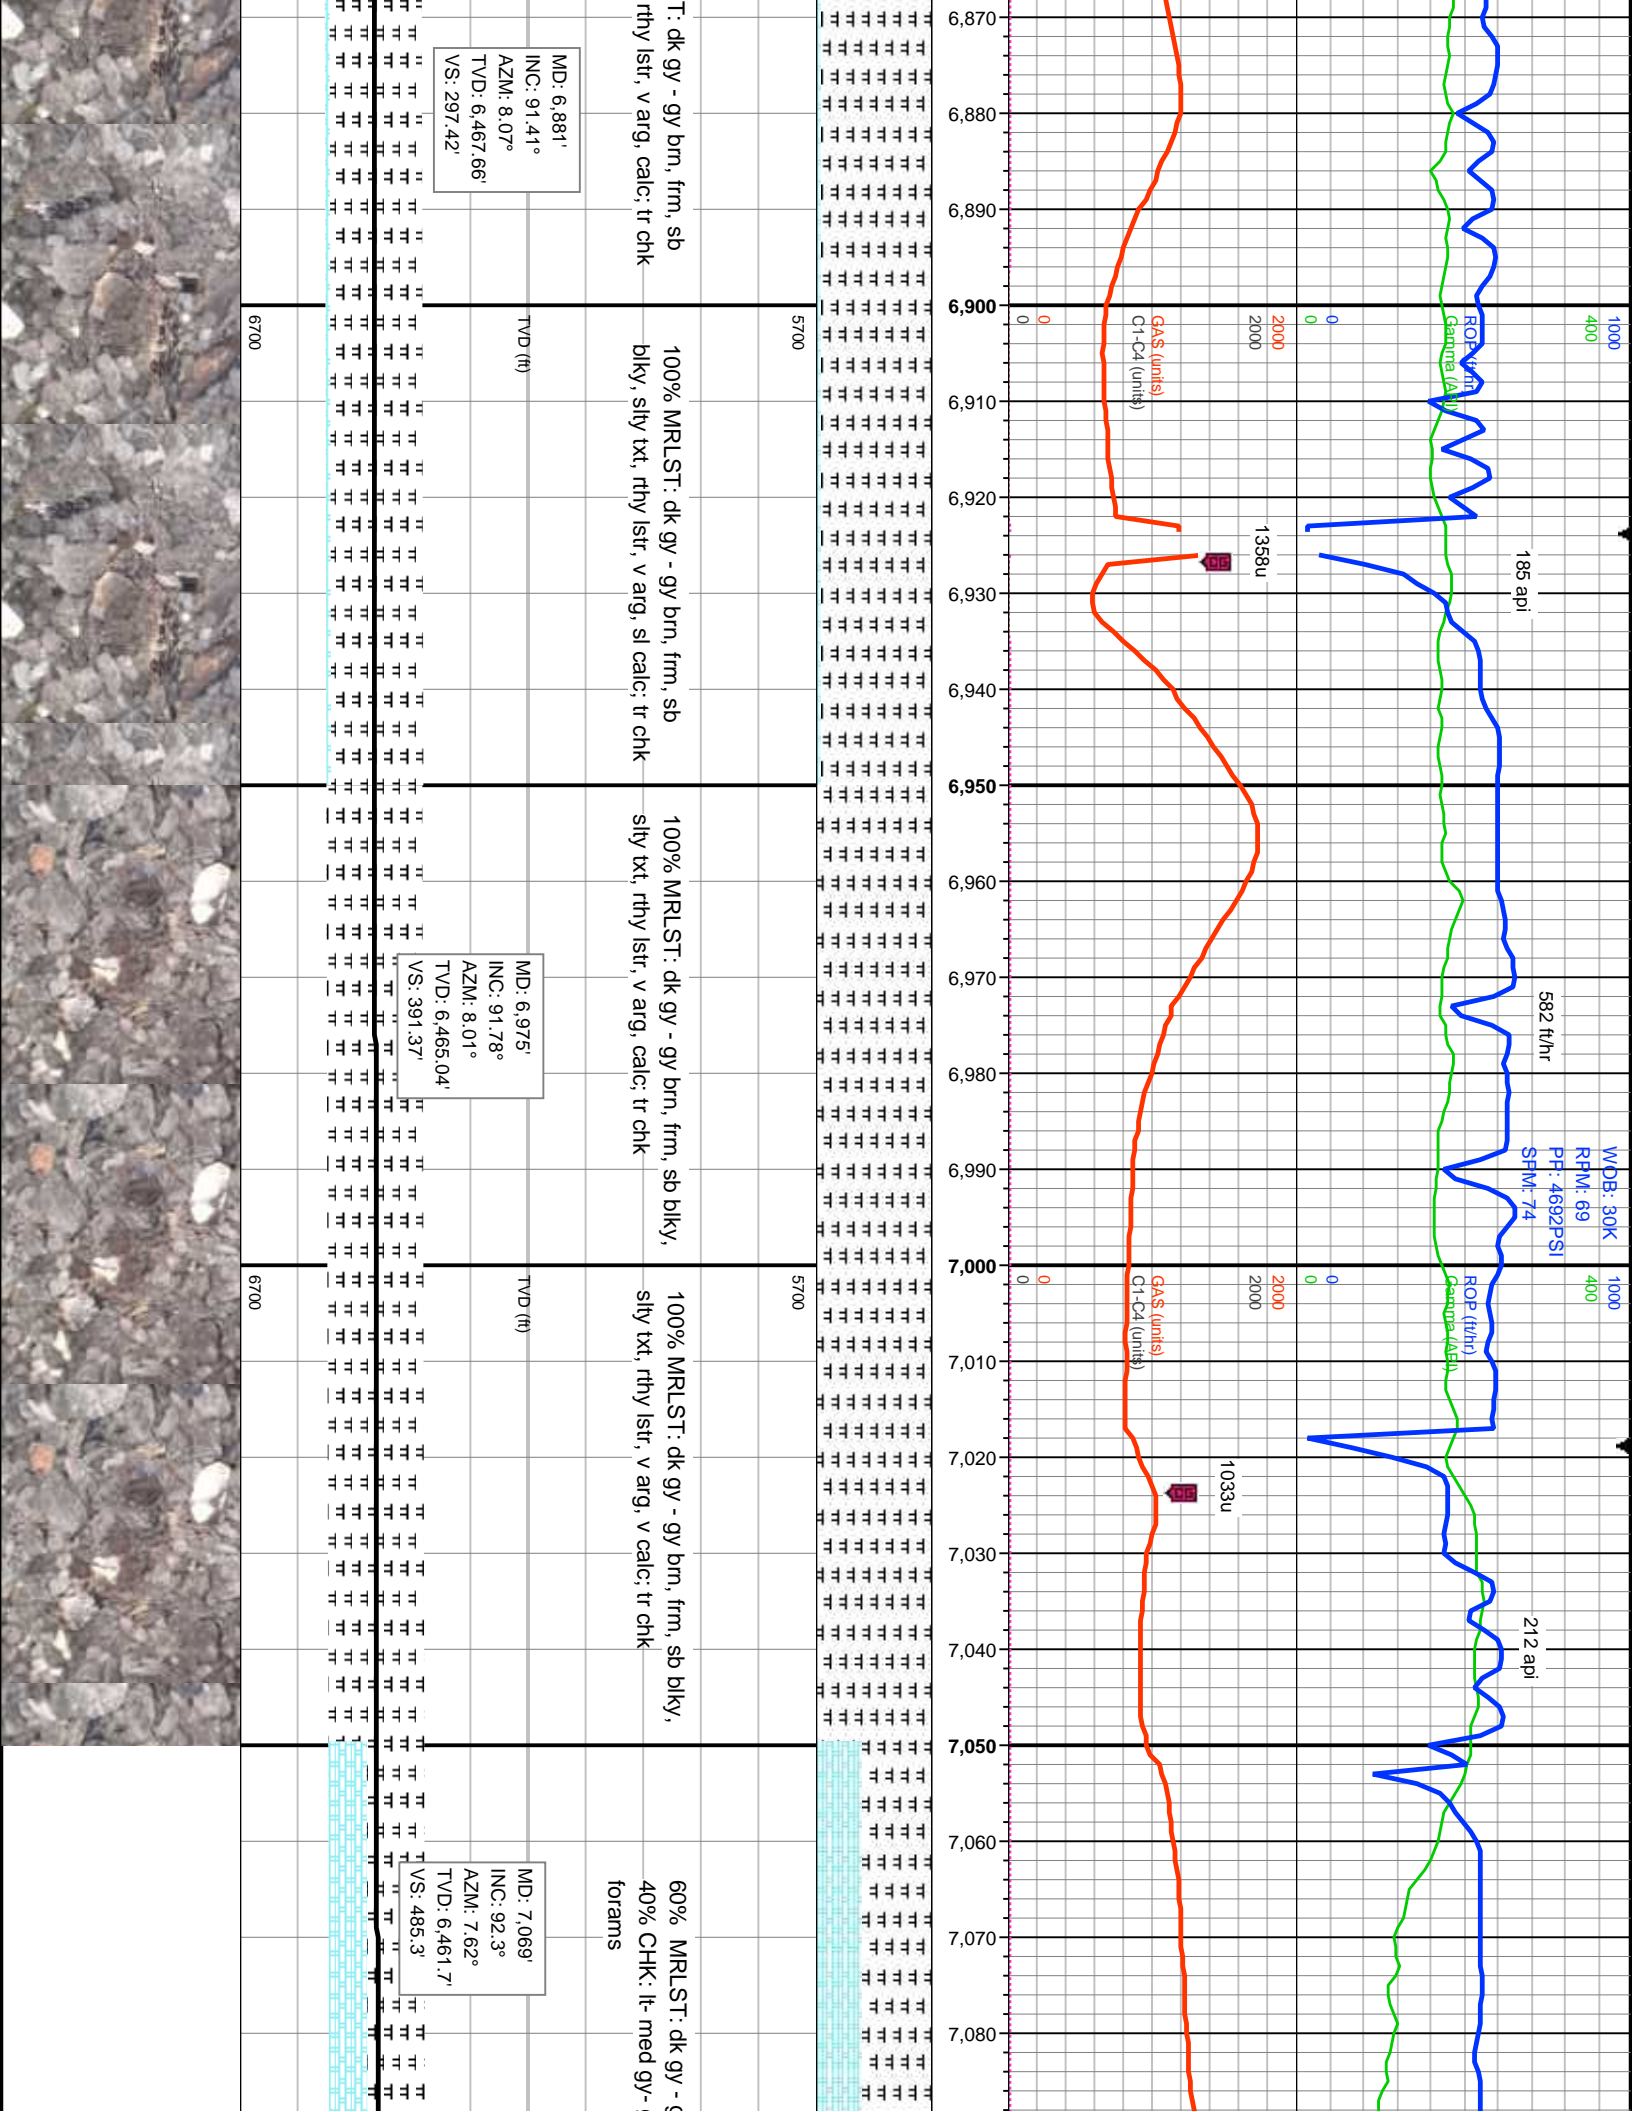 T: dk gy - gy brn, frm, sb
rthy lstr, v arg, calc; tr chk
MD: 6,881'
INC: 91.41°
AZM: 8.07°
TVD: 6,467.66'
VS: 297.42'
5700
TVD (ft)
6700
100% MRLST: dk gy - gy brn, frm, sb
blky, slty txt, rthy lstr, v arg, sl calc; tr chk
100% MRLST: dk gy - gy brn, frm, sb blky,
slty txt, rthy lstr, v arg, calc; tr chk
MD: 6,975'
INC: 91.78°
AZM: 8.01°
TVD: 6,465.04'
VS: 391.37'
5700
TVD (ft)
6700
100% MRLST: dk gy - gy brn, frm, sb blky,
slty txt, rthy lstr, v arg, v calc; tr chk
60% MRLST: dk gy -
40% CHK: lt- med gy-
forams
MD: 7,069'
INC: 92.3°
AZM: 7.62°
TVD: 6,461.7'
VS: 485.3'
6,870
6,880
6,890
6,900
6,910
6,920
6,930
6,940
6,950
6,960
6,970
6,980
6,990
7,000
7,010
7,020
7,030
7,040
7,050
7,060
7,070
7,080
1000
400
ROP (ft/hr)
Gamma (API)
0
0
2000
2000
GAS (units)
C1-C4 (units)
0
0
185 api
1358u
CG
582 ft/hr
WOB: 30K
RPM: 69
PP: 4692PSI
SPM: 74
1000
400
ROP (ft/hr)
Gamma (API)
0
0
2000
2000
GAS (units)
C1-C4 (units)
0
0
1033u
CG
212 api